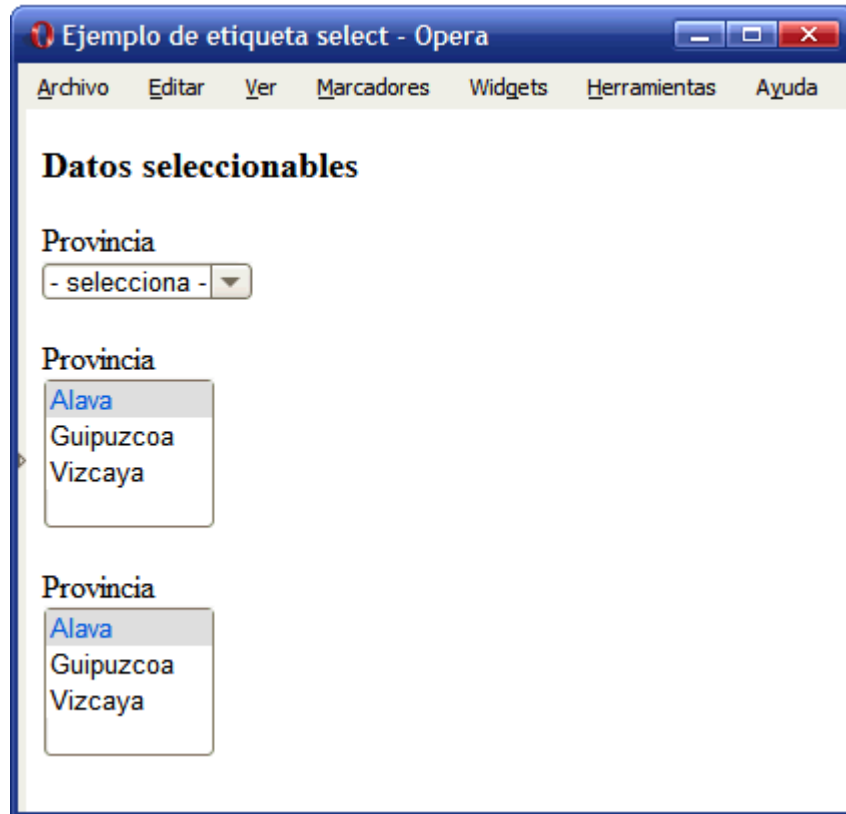 Ejemplo de etiqueta select - Opera
Archivo Editar Ver Marcadores Widgets Herramientas Ayuda
Datos seleccionables
Provincia
- selecciona -
Provincia
Alava
Guipuzcoa
Vizcaya
Provincia
Alava
Guipuzcoa
Vizcaya